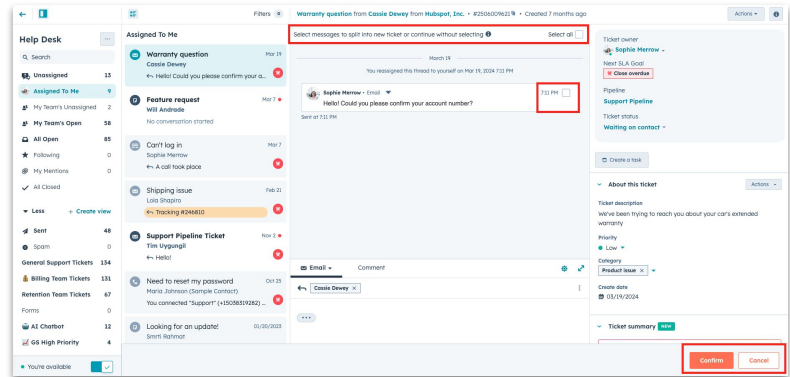 Help Desk
Search
Unassigned 13
Assigned To Me 9
My Team's Unassigned 2
My Team's Open 58
All Open 85
Following 0
My Mentions 0
All Closed
Less + Create view
Sent 48
Spam 0
General Support Tickets 134
Billing Team Tickets 131
Retention Team Tickets 67
Forms 0
AI Chatbot 12
GS High Priority 4
You're available
Filters 0
Assigned To Me
Warranty question Mar 19
Cassie Dewey
Hello! Could you please confirm your a...
Feature request Mar 7
Will Andrade
No conversation started
Can't log in Mar 7
Sophie Merrow
A call took place
Shipping issue Feb 21
Lola Shapiro
Tracking #246810
Support Pipeline Ticket Nov 2
Tim Uygungil
Hello!
Need to reset my password Oct 25
Maria Johnson (Sample Contact)
You connected "Support" (+15038319282) ...
Looking for an update! 01/20/2023
Smrti Rahmat
Warranty question from Cassie Dewey from Hubspot, Inc. • #2506009621 • Created 7 months ago
Actions
Select messages to split into new ticket or continue without selecting Select all
March 19
You reassigned this thread to yourself on Mar 19, 2024 7:11 PM
Sophie Merrow • Email 7:11 PM
Hello! Could you please confirm your account number?
Sent at 7:11 PM
Email Comment
Cassie Dewey ×
Ticket owner
Sophie Merrow
Next SLA Goal
Close overdue
Pipeline
Support Pipeline
Ticket status
Waiting on contact
Create a task
About this ticket Actions
Ticket description
We've been trying to reach you about your car's extended
warranty
Priority
Low
Category
Product issue ×
Create date
03/19/2024
Ticket summary NEW
Confirm Cancel